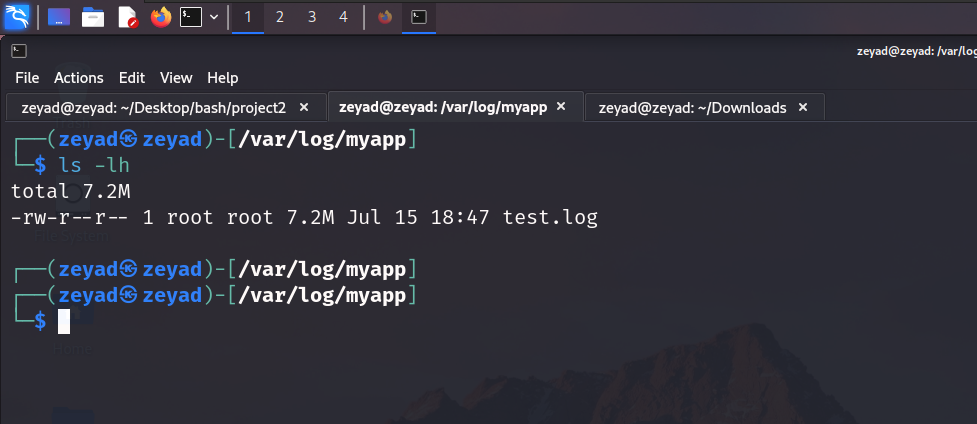 1 2 3 4
zeyad@zeyad: /var/log
File Actions Edit View Help
zeyad@zeyad: ~/Desktop/bash/project2 × zeyad@zeyad: /var/log/myapp × zeyad@zeyad: ~/Downloads ×
┌──(zeyad㉿zeyad)-[/var/log/myapp]
└─$ ls -lh
total 7.2M
-rw-r--r-- 1 root root 7.2M Jul 15 18:47 test.log
┌──(zeyad㉿zeyad)-[/var/log/myapp]
┌──(zeyad㉿zeyad)-[/var/log/myapp]
└─$